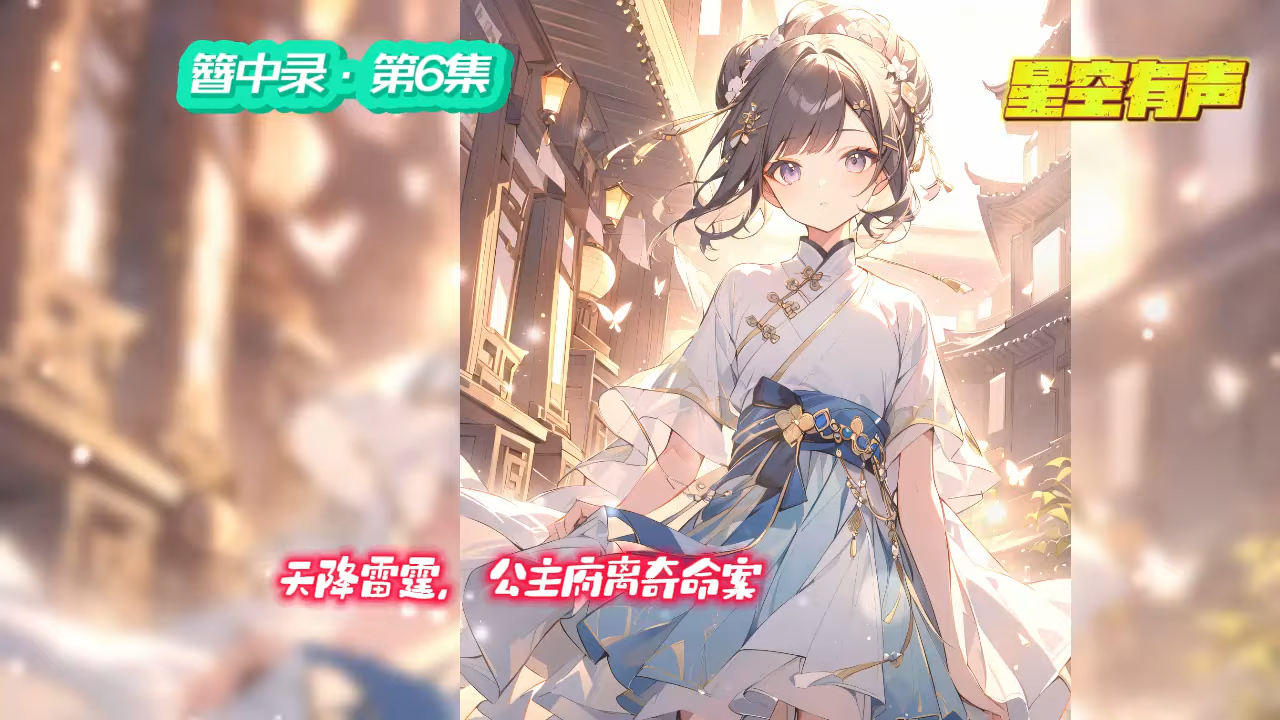 簪中录·第6集
星空有声
天降雷霆，公主府离奇命案